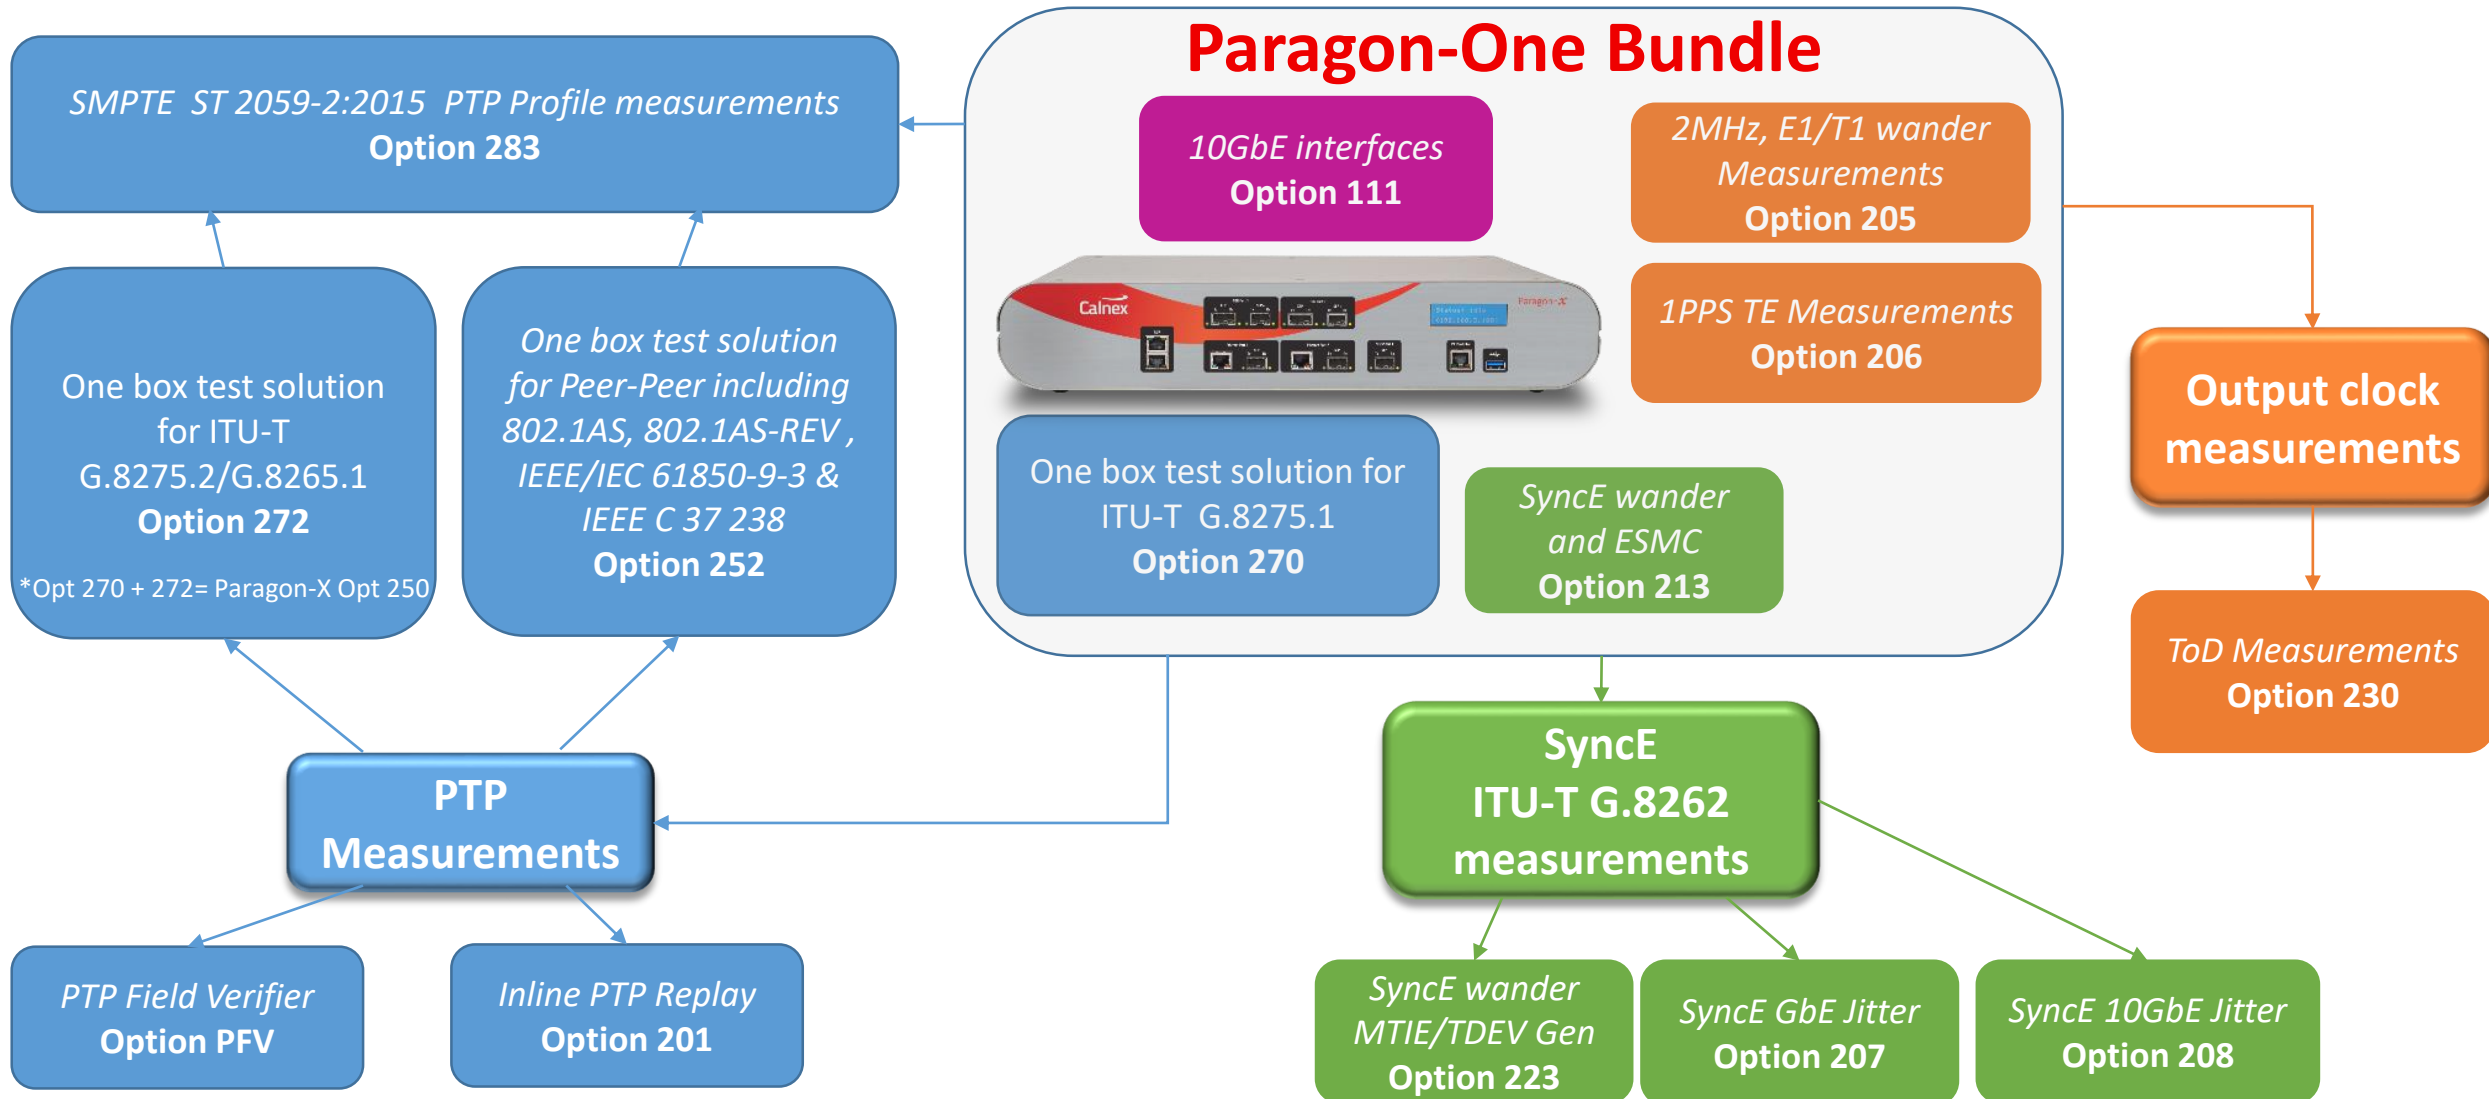 Paragon-One Bundle
SMPTE ST 2059-2:2015 PTP Profile measurements
Option 283
10GbE interfaces
Option 111
2MHz, E1/T1 wander
Measurements
Option 205
Calnex
Paragon-X
1PPS TE Measurements
Option 206
One box test solution
for ITU-T
G.8275.2/G.8265.1
Option 272
*Opt 270 + 272= Paragon-X Opt 250
One box test solution
for Peer-Peer including
802.1AS, 802.1AS-REV ,
IEEE/IEC 61850-9-3 &
IEEE C 37 238
Option 252
One box test solution for
ITU-T G.8275.1
Option 270
SyncE wander
and ESMC
Option 213
Output clock
measurements
ToD Measurements
Option 230
PTP
Measurements
SyncE
ITU-T G.8262
measurements
PTP Field Verifier
Option PFV
Inline PTP Replay
Option 201
SyncE wander
MTIE/TDEV Gen
Option 223
SyncE GbE Jitter
Option 207
SyncE 10GbE Jitter
Option 208